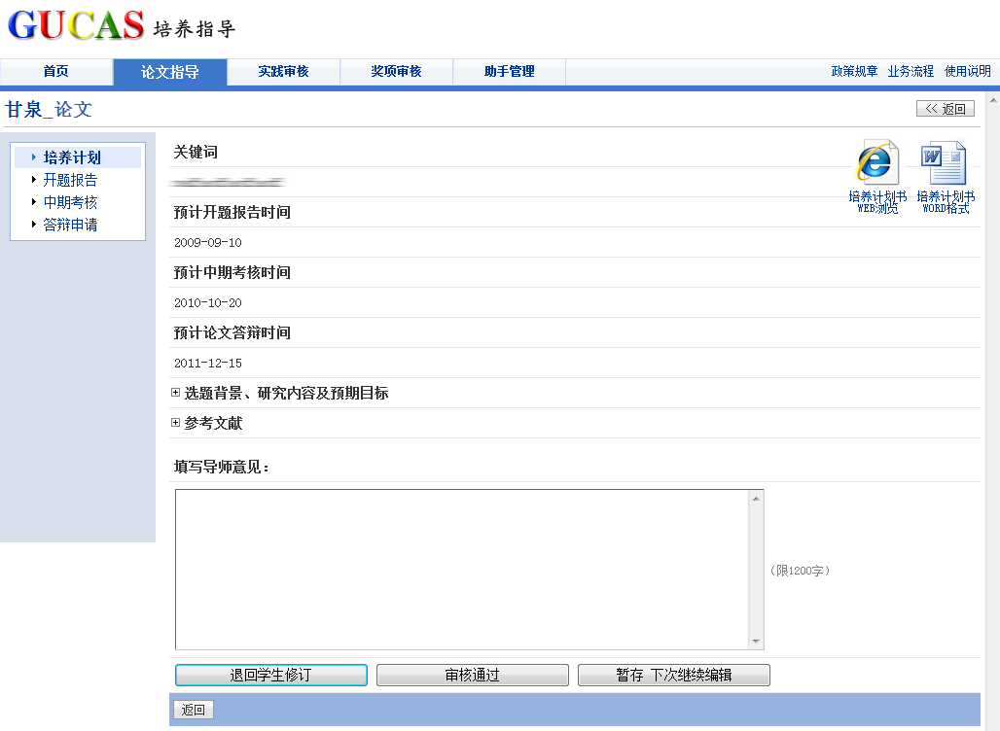 GUCAS 培养指导
首页 论文指导 实践审核 奖项审核 助手管理 政策规章 业务流程 使用说明
甘泉_论文 << 返回
培养计划
开题报告
中期考核
答辩申请
关键词
培养计划书 WEB浏览
培养计划书 WORD格式
预计开题报告时间
2009-09-10
预计中期考核时间
2010-10-20
预计论文答辩时间
2011-12-15
选题背景、研究内容及预期目标
参考文献
填写导师意见：
（限1200字）
退回学生修订 审核通过 暂存 下次继续编辑
返回